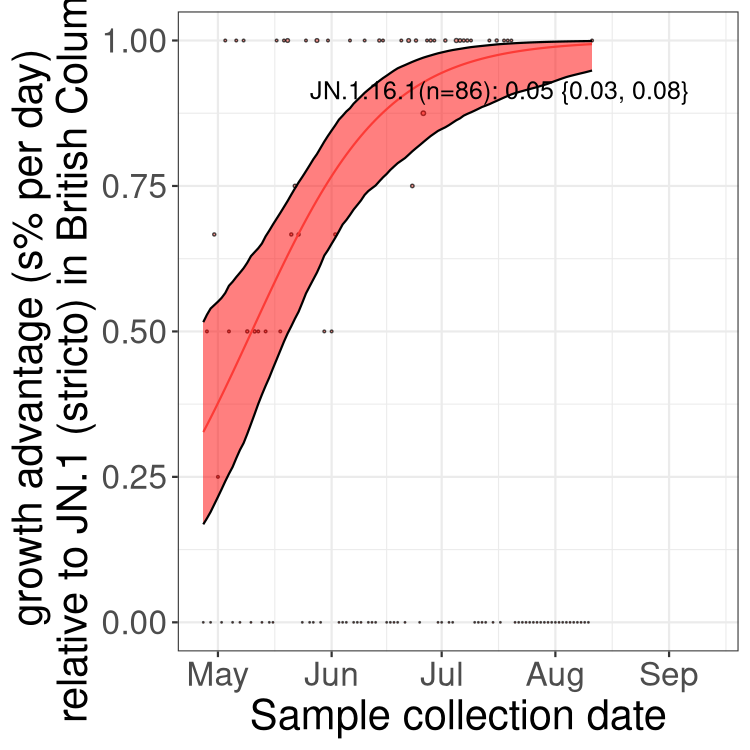 growth advantage (s% per day)
relative to JN.1 (stricto) in British Colum
1.00
0.75
0.50
0.25
0.00
JN.1.16.1(n=86): 0.05 {0.03, 0.08}
May Jun Jul Aug Sep
Sample collection date